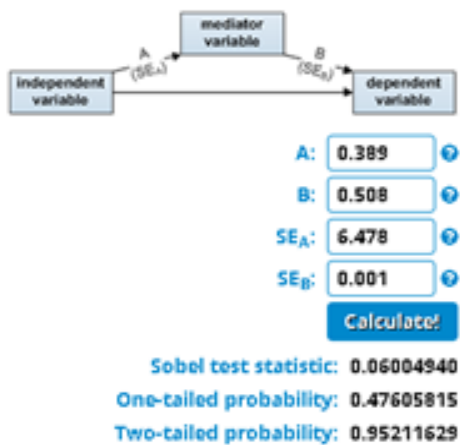 mediator
variable
A
(SEA)
B
(SEB)
independent
variable
dependent
variable
A: 0.389 ?
B: 0.508 ?
SEA: 6.478 ?
SEB: 0.001 ?
Calculate!
Sobel test statistic: 0.06004940
One-tailed probability: 0.47605815
Two-tailed probability: 0.95211629